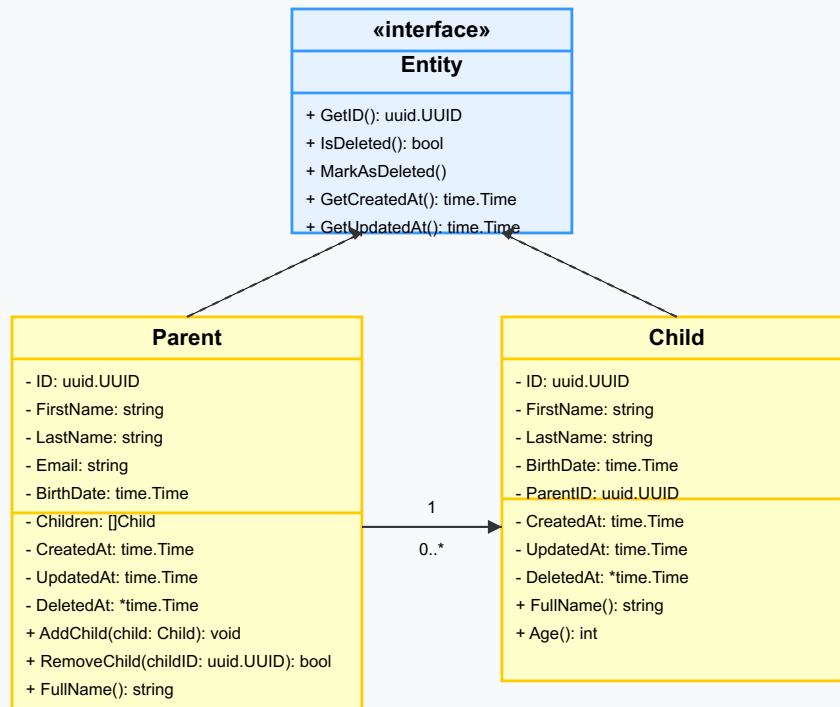 «interface»
Entity
+ GetID(): uuid.UUID
+ IsDeleted(): bool
+ MarkAsDeleted()
+ GetCreatedAt(): time.Time
+ GetUpdatedAt(): time.Time
Parent
- ID: uuid.UUID
- FirstName: string
- LastName: string
- Email: string
- BirthDate: time.Time
- Children: []Child
- CreatedAt: time.Time
- UpdatedAt: time.Time
- DeletedAt: *time.Time
+ AddChild(child: Child): void
+ RemoveChild(childID: uuid.UUID): bool
+ FullName(): string
1
0..*
Child
- ID: uuid.UUID
- FirstName: string
- LastName: string
- BirthDate: time.Time
- ParentID: uuid.UUID
- CreatedAt: time.Time
- UpdatedAt: time.Time
- DeletedAt: *time.Time
+ FullName(): string
+ Age(): int